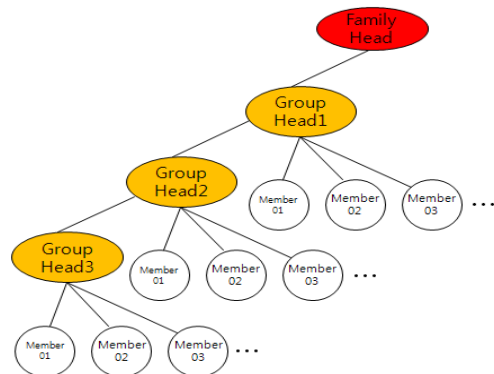 Family
Head
Group
Head1
Member
01
Member
02
Member
03
...
Group
Head2
Member
01
Member
02
Member
03
...
Group
Head3
Member
01
Member
02
Member
03
...